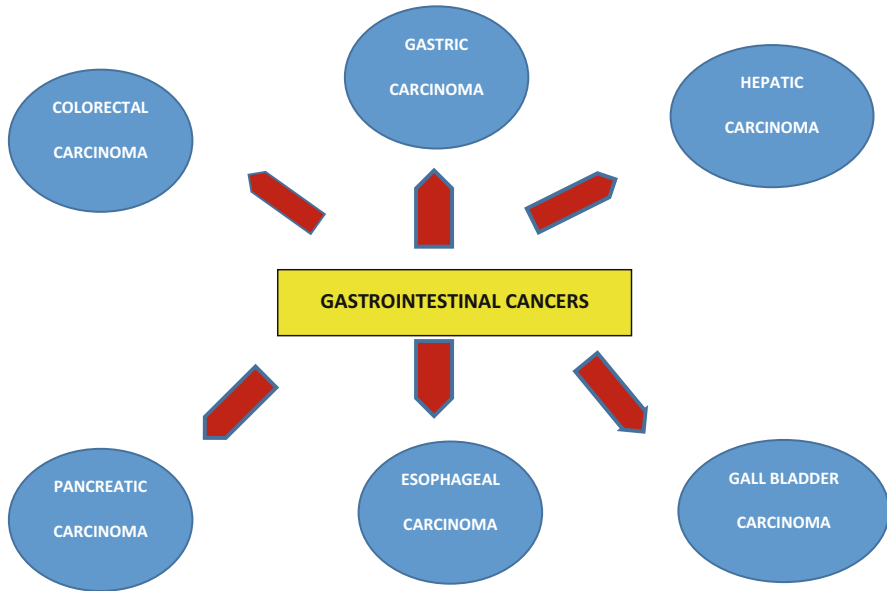 GASTRIC
CARCINOMA
COLORECTAL
CARCINOMA
HEPATIC
CARCINOMA
GASTROINTESTINAL CANCERS
PANCREATIC
CARCINOMA
ESOPHAGEAL
CARCINOMA
GALL BLADDER
CARCINOMA